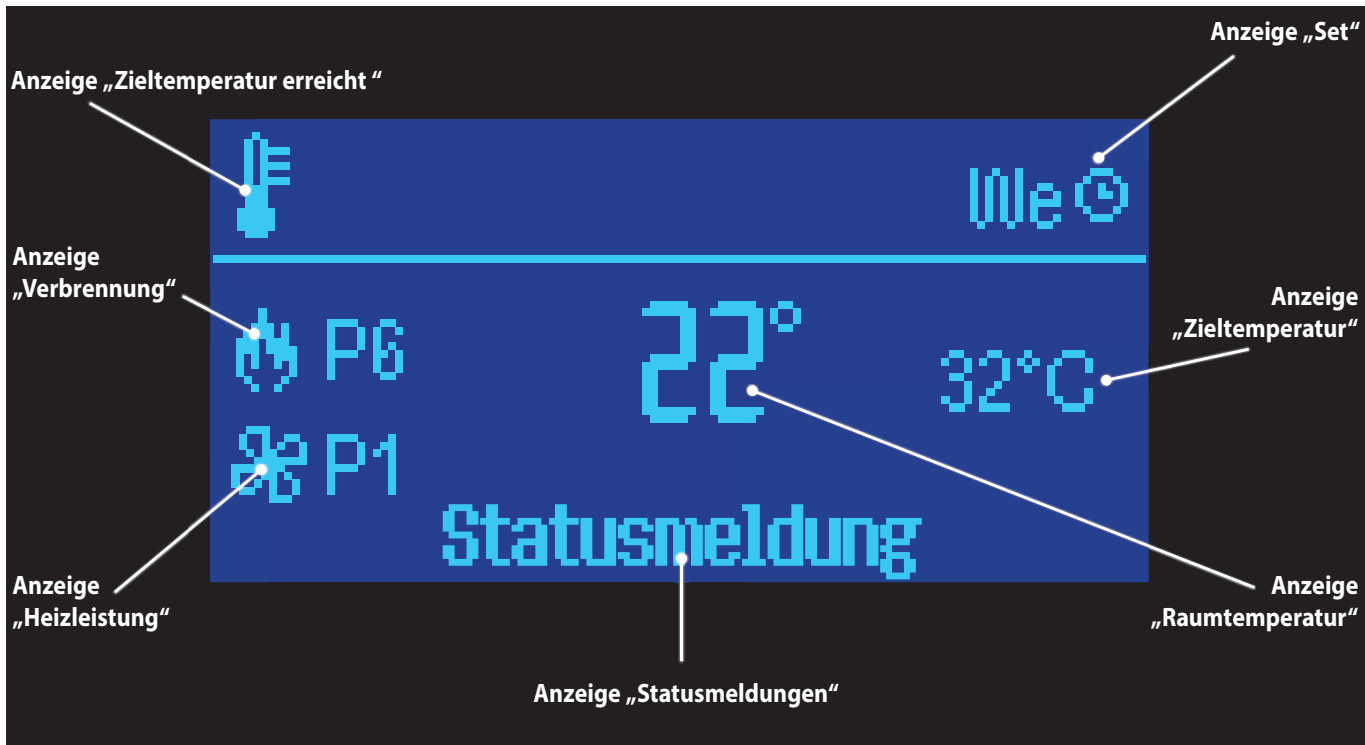 Anzeige „Set“
Anzeige „Zieltemperatur erreicht “
We
Anzeige
„Verbrennung“
P6
22°
32°C
Anzeige
„Zieltemperatur“
P1
Statusmeldung
Anzeige
„Heizleistung“
Anzeige
„Raumtemperatur“
Anzeige „Statusmeldungen“